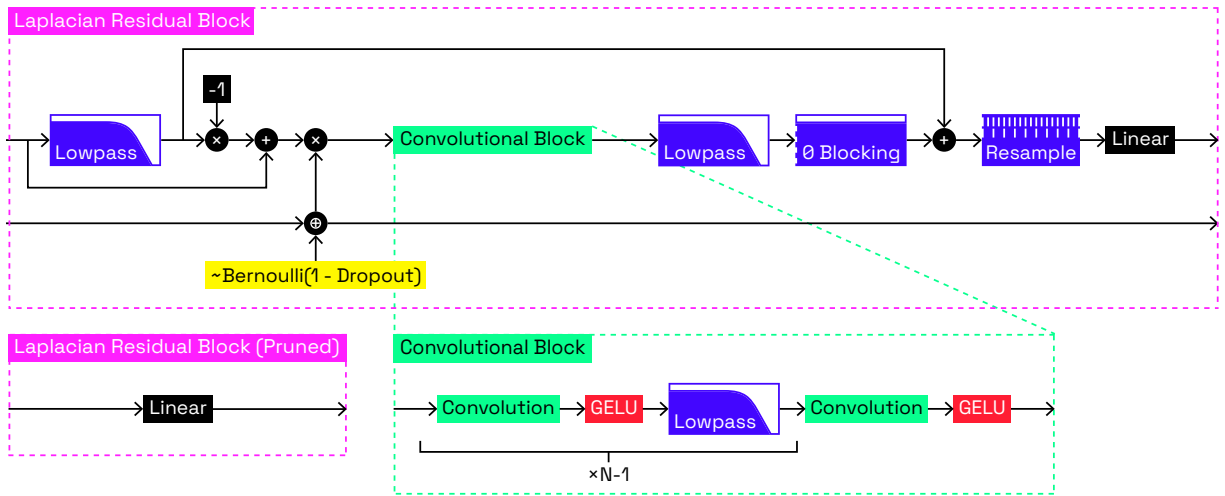 Laplacian Residual Block
-1
×
+
×
Lowpass
Convolutional Block
Lowpass
0 Blocking
+
Resample
Linear
⊕
~Bernoulli(1 - Dropout)
Laplacian Residual Block (Pruned)
Linear
Convolutional Block
Convolution
GELU
Lowpass
Convolution
GELU
×N-1